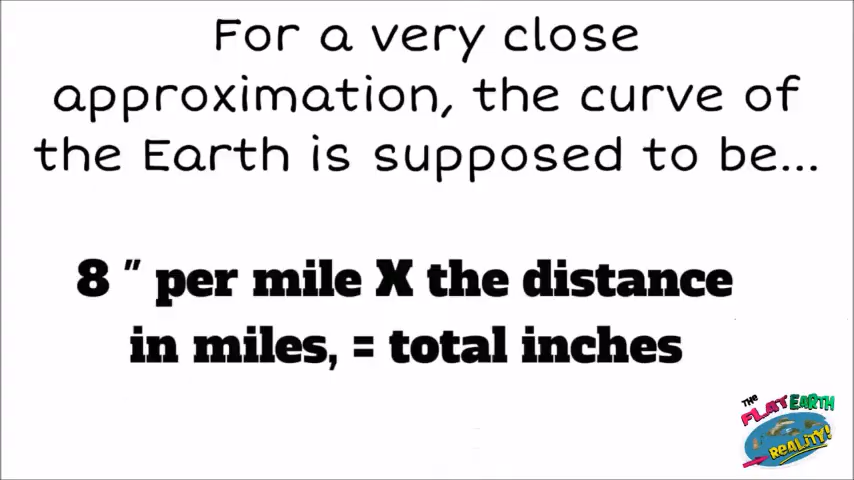 For a very close
approximation, the curve of
the Earth is supposed to be...
8 " per mile X the distance
in miles, = total inches
THE
FLAT EARTH
REALITY!